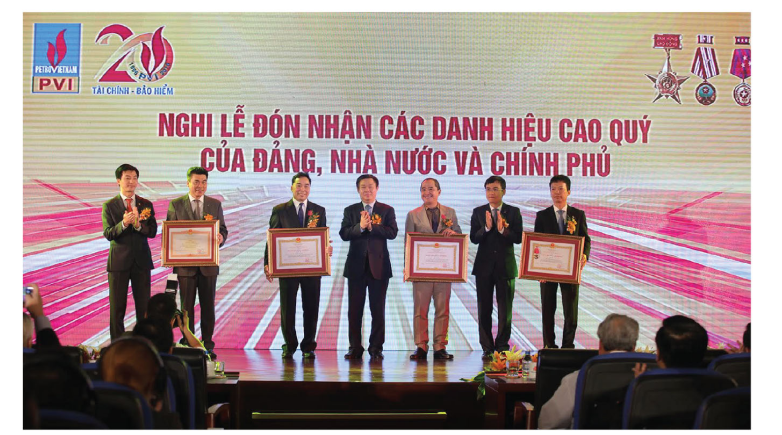 PETROVIETNAM
PVI
20
TÀI CHÍNH - BẢO HIỂM
NGHI LỄ ĐÓN NHẬN CÁC DANH HIỆU CAO QUÝ
CỦA ĐẢNG, NHÀ NƯỚC VÀ CHÍNH PHỦ